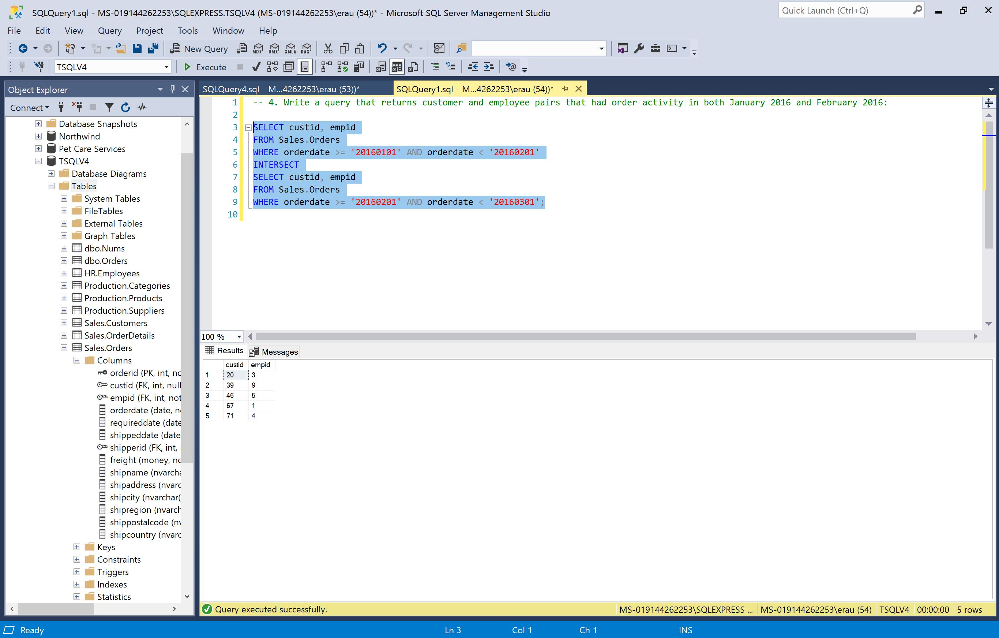 SQLQuery1.sql - MS-019144262253\SQLEXPRESS.TSQLV4 (MS-019144262253\erau (54))* - Microsoft SQL Server Management Studio
Quick Launch (Ctrl+Q)
File Edit View Query Project Tools Window Help
New Query MDX DMX XMLA DAX
TSQLV4 Execute
Object Explorer
SQLQuery4.sql - M...4262253\erau (53))* SQLQuery1.sql - M...4262253\erau (54))*
Connect
Database Snapshots
Northwind
Pet Care Services
TSQLV4
Database Diagrams
Tables
System Tables
FileTables
External Tables
Graph Tables
dbo.Nums
dbo.Orders
HR.Employees
Production.Categories
Production.Products
Production.Suppliers
Sales.Customers
Sales.OrderDetails
Sales.Orders
Columns
orderid (PK, int, no
custid (FK, int, null
empid (FK, int, not
orderdate (date, n
requireddate (date
shippeddate (date
shipperid (FK, int,
freight (money, no
shipname (nvarcha
shipaddress (nvarc
shipcity (nvarchar(
shipregion (nvarch
shippostalcode (nv
shipcountry (nvarc
Keys
Constraints
Triggers
Indexes
Statistics
1 -- 4. Write a query that returns customer and employee pairs that had order activity in both January 2016 and February 2016:
2
3 SELECT custid, empid
4 FROM Sales.Orders
5 WHERE orderdate >= '20160101' AND orderdate < '20160201'
6 INTERSECT
7 SELECT custid, empid
8 FROM Sales.Orders
9 WHERE orderdate >= '20160201' AND orderdate < '20160301';
10
100 %
Results Messages
custid empid
1 20 3
2 39 9
3 46 5
4 67 1
5 71 4
Query executed successfully. MS-019144262253\SQLEXPRESS ... MS-019144262253\erau (54) TSQLV4 00:00:00 5 rows
Ready Ln 3 Col 1 Ch 1 INS